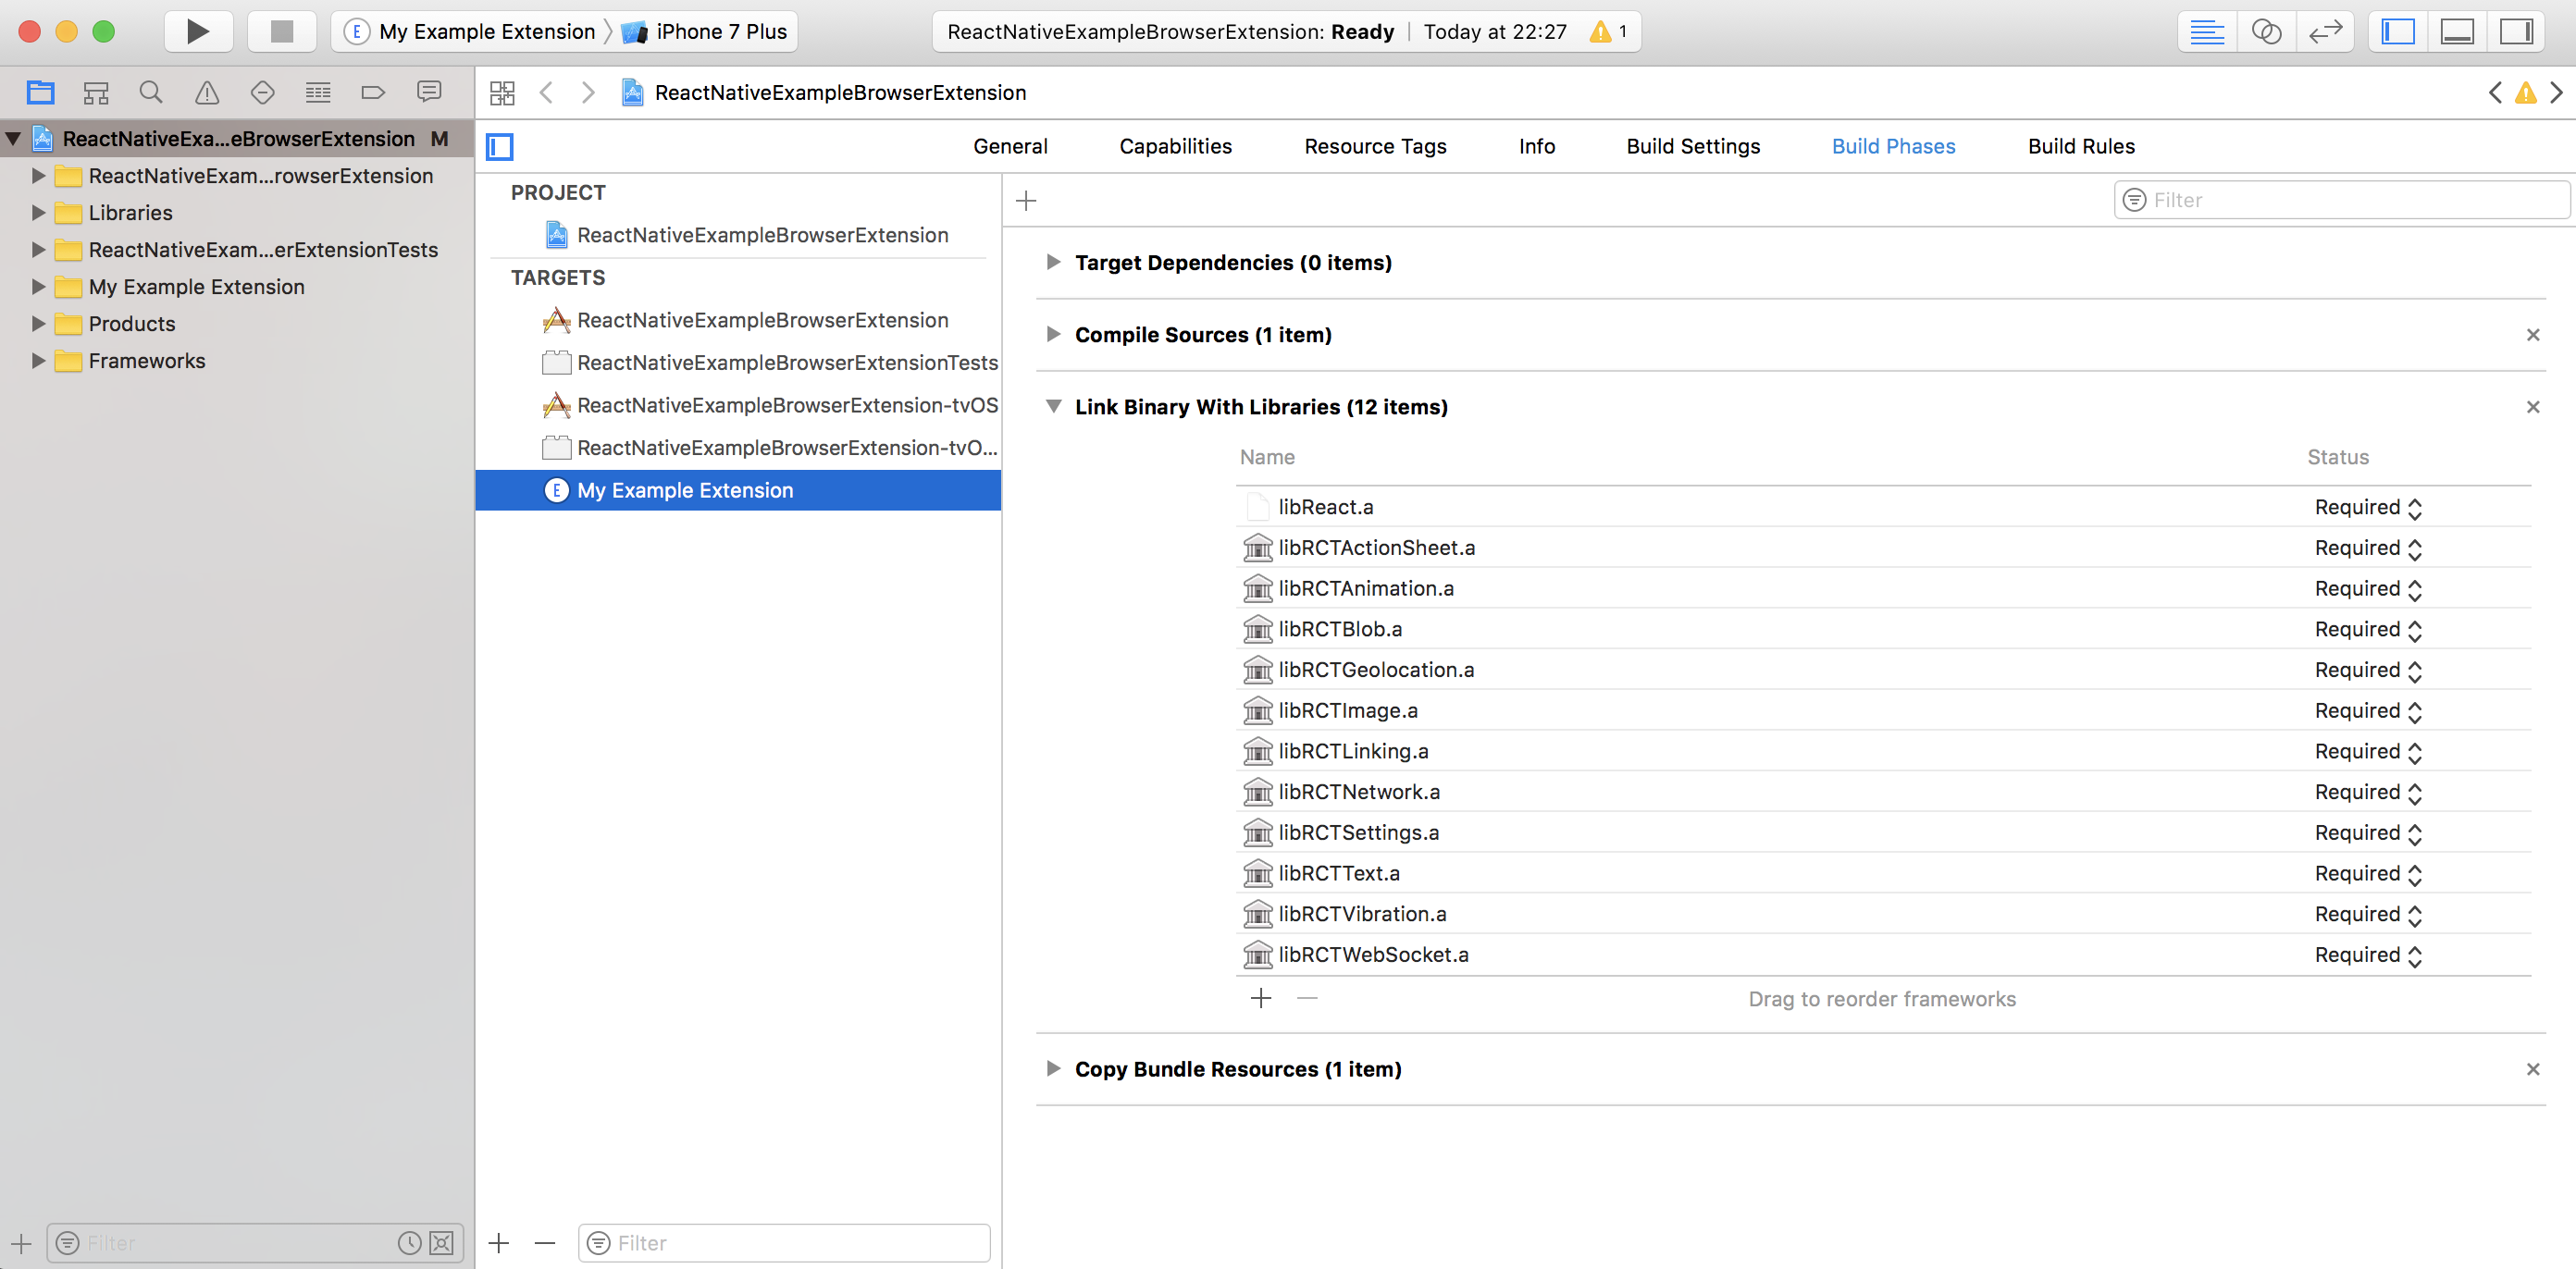 My Example Extension
iPhone 7 Plus
ReactNativeExampleBrowserExtension: Ready | Today at 22:27
1
ReactNativeExampleBrowserExtension
ReactNativeExa...eBrowserExtension M
ReactNativeExam...rowserExtension
Libraries
ReactNativeExam...erExtensionTests
My Example Extension
Products
Frameworks
Filter
General
Capabilities
Resource Tags
Info
Build Settings
Build Phases
Build Rules
PROJECT
ReactNativeExampleBrowserExtension
TARGETS
ReactNativeExampleBrowserExtension
ReactNativeExampleBrowserExtensionTests
ReactNativeExampleBrowserExtension-tvOS
ReactNativeExampleBrowserExtension-tvO...
E My Example Extension
Filter
Filter
Target Dependencies (0 items)
Compile Sources (1 item)
Link Binary With Libraries (12 items)
Name Status
libReact.a Required
libRCTActionSheet.a Required
libRCTAnimation.a Required
libRCTBlob.a Required
libRCTGeolocation.a Required
libRCTImage.a Required
libRCTLinking.a Required
libRCTNetwork.a Required
libRCTSettings.a Required
libRCTText.a Required
libRCTVibration.a Required
libRCTWebSocket.a Required
Drag to reorder frameworks
Copy Bundle Resources (1 item)